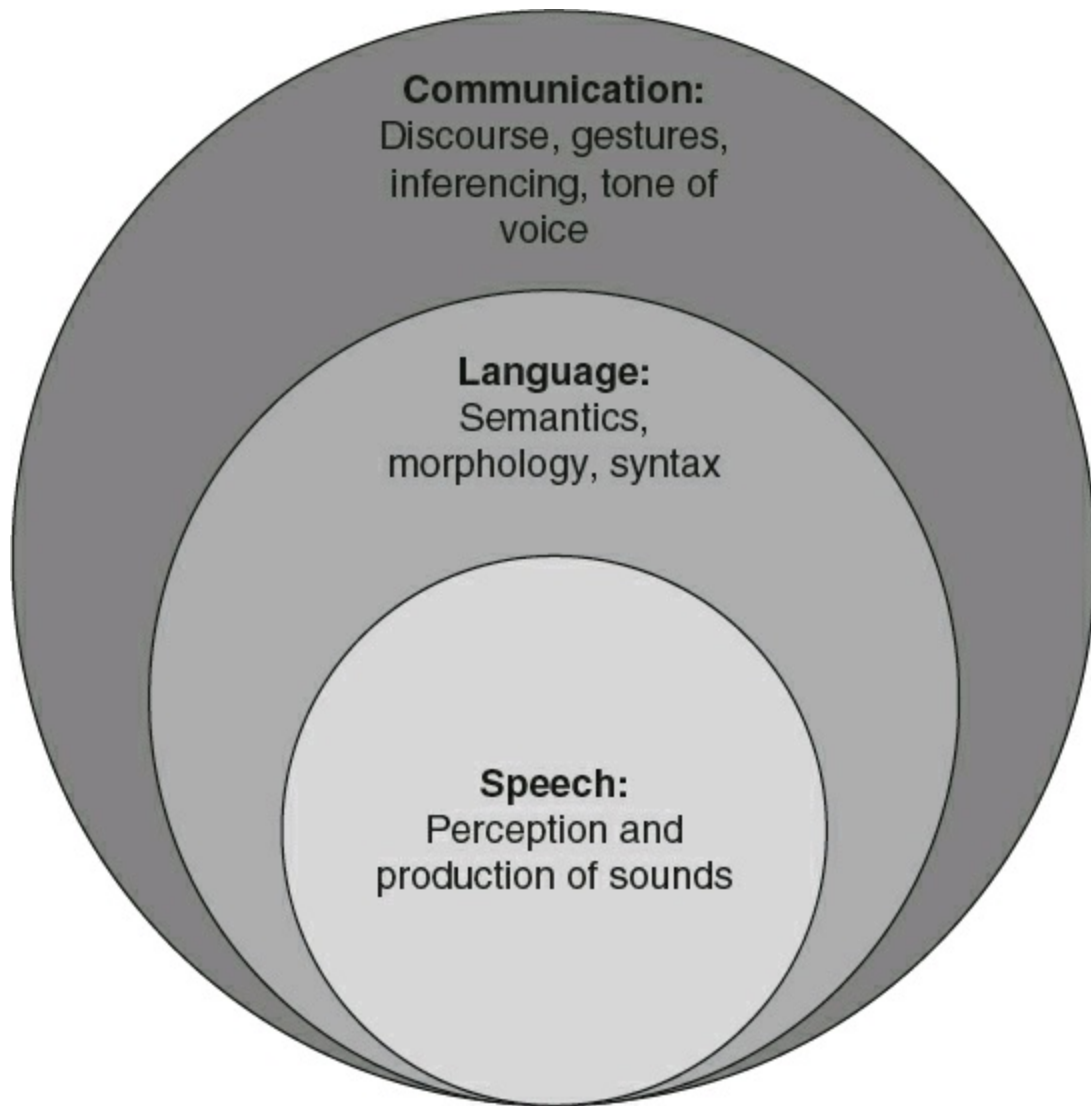 Communication:
Discourse, gestures,
inferencing, tone of
voice
Language:
Semantics,
morphology, syntax
Speech:
Perception and
production of sounds